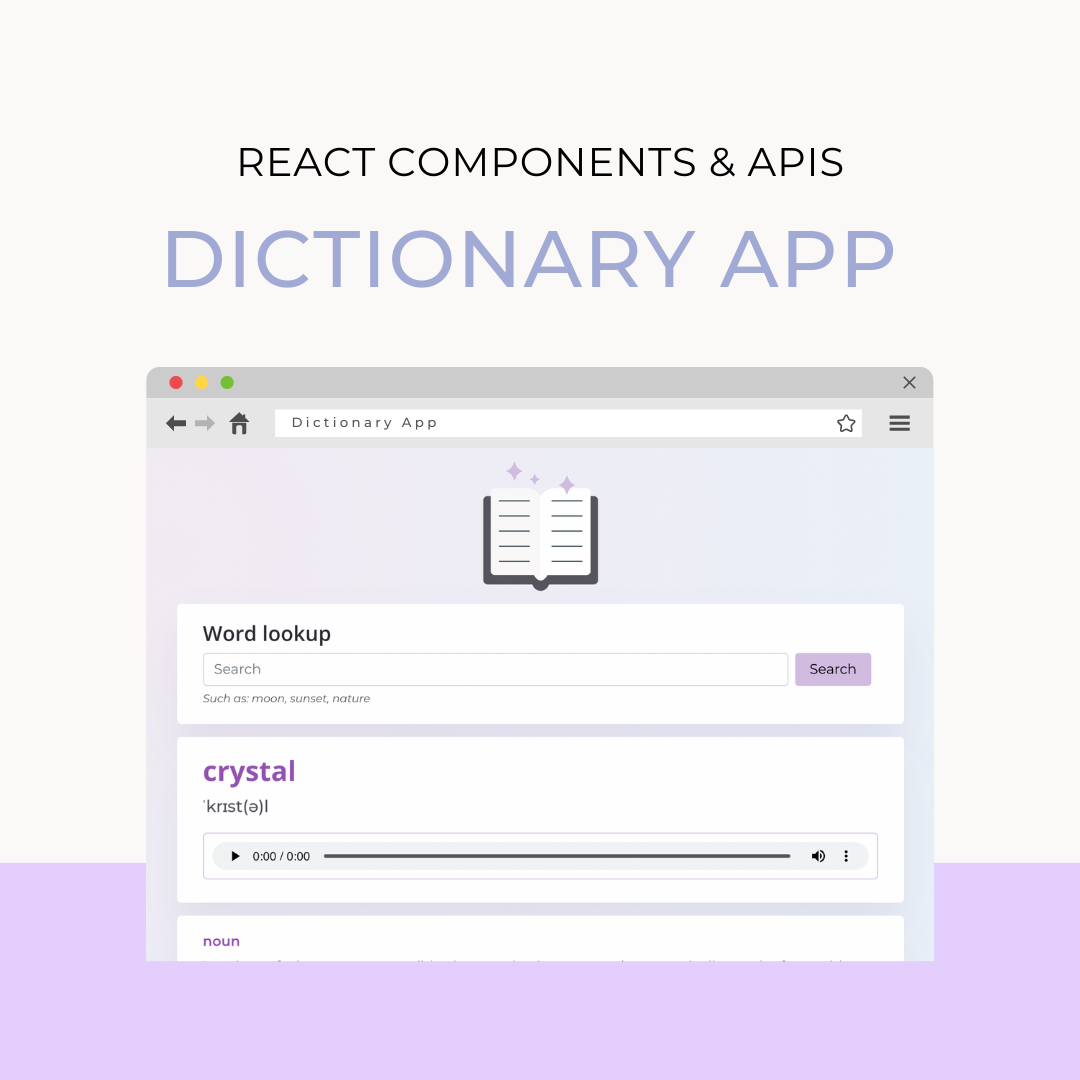 REACT COMPONENTS & APIS
DICTIONARY APP
Dictionary App
Word lookup
Search
Search
Such as: moon, sunset, nature
crystal
ˈkrɪst(ə)l
0:00 / 0:00
noun